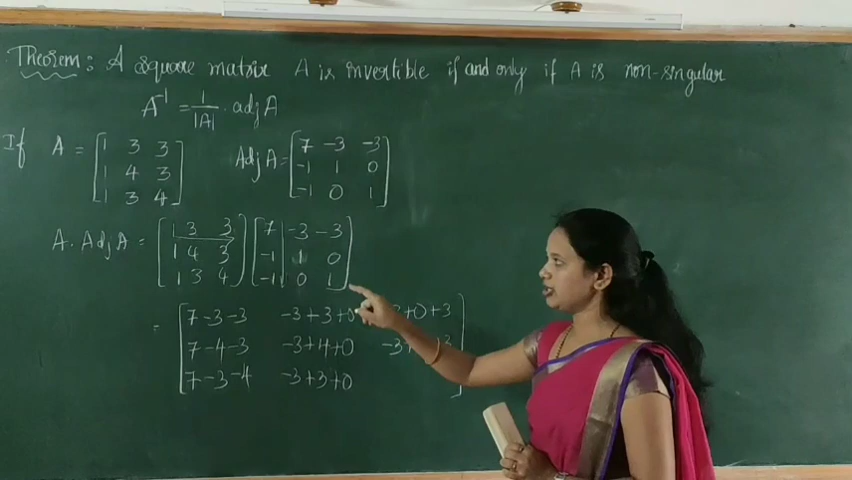 Theorem: A square matrix A is invertible if and only if A is non-singular
A⁻¹ = 1/|A| · adj A
If A = [1 3 3
1 4 3
1 3 4] Adj A = [7 -3 -3
-1 1 0
-1 0 1]
A. Adj A = [1 3 3
1 4 3
1 3 4] [7 -3 -3
-1 1 0
-1 0 1]
= [7-3-3 -3+3+0 3+0+3
7-4-3 -3+4+0 -3+
7-3-4 -3+3+0 ]